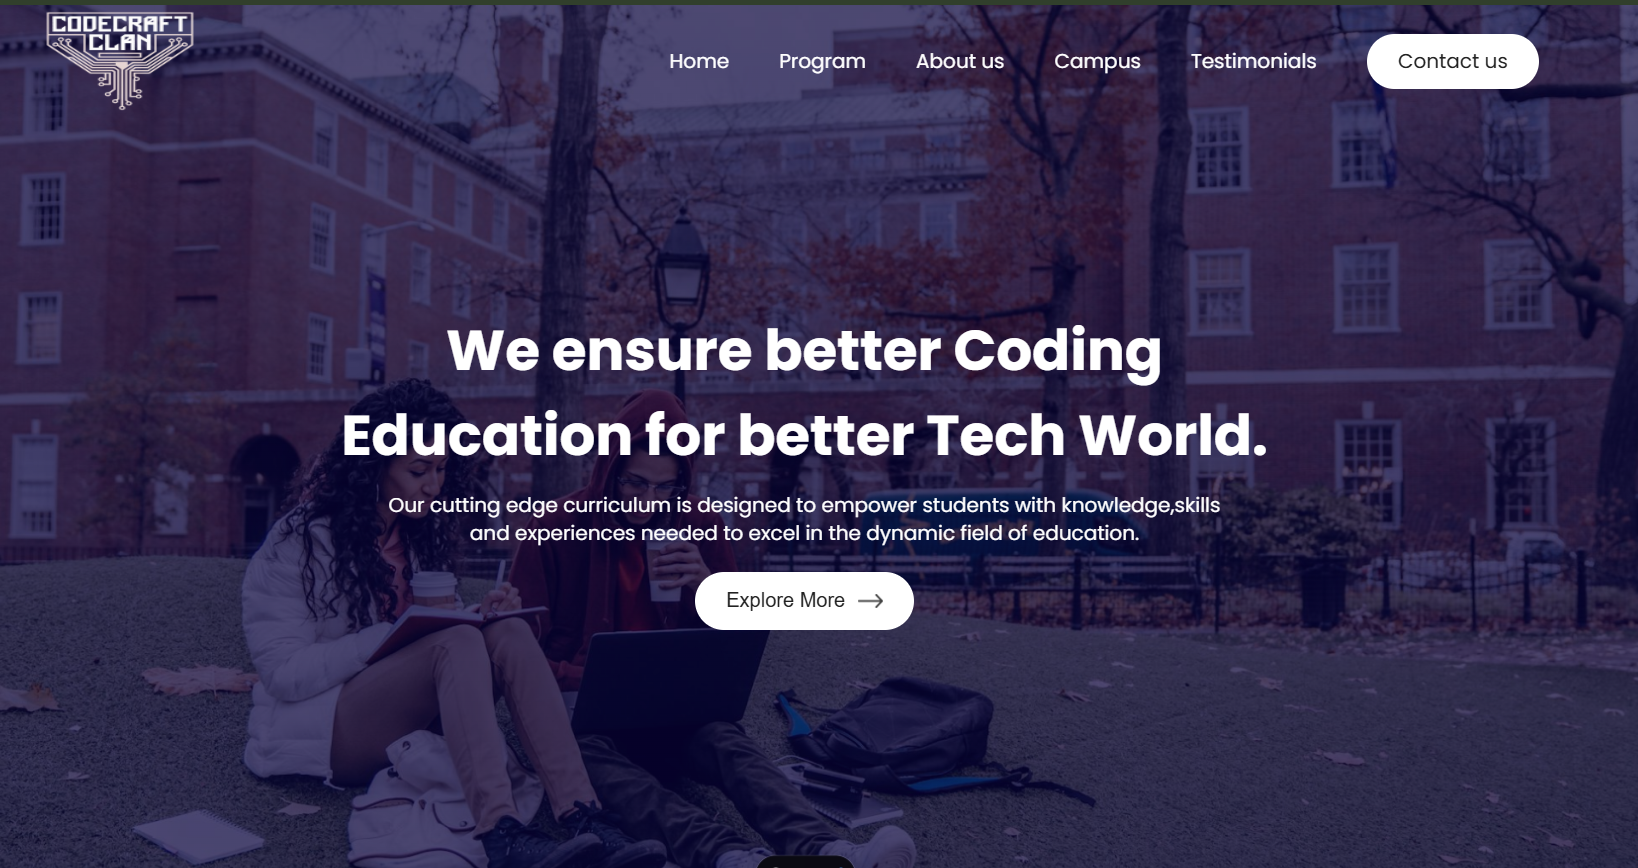 CODECRAFT
CLAN
Home
Program
About us
Campus
Testimonials
Contact us
We ensure better Coding
Education for better Tech World.
Our cutting edge curriculum is designed to empower students with knowledge,skills
and experiences needed to excel in the dynamic field of education.
Explore More